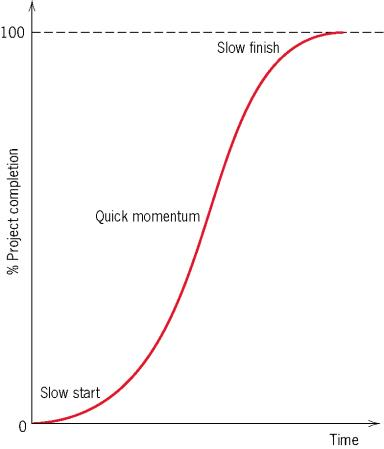 100
Slow finish
% Project completion
Quick momentum
Slow start
0
Time